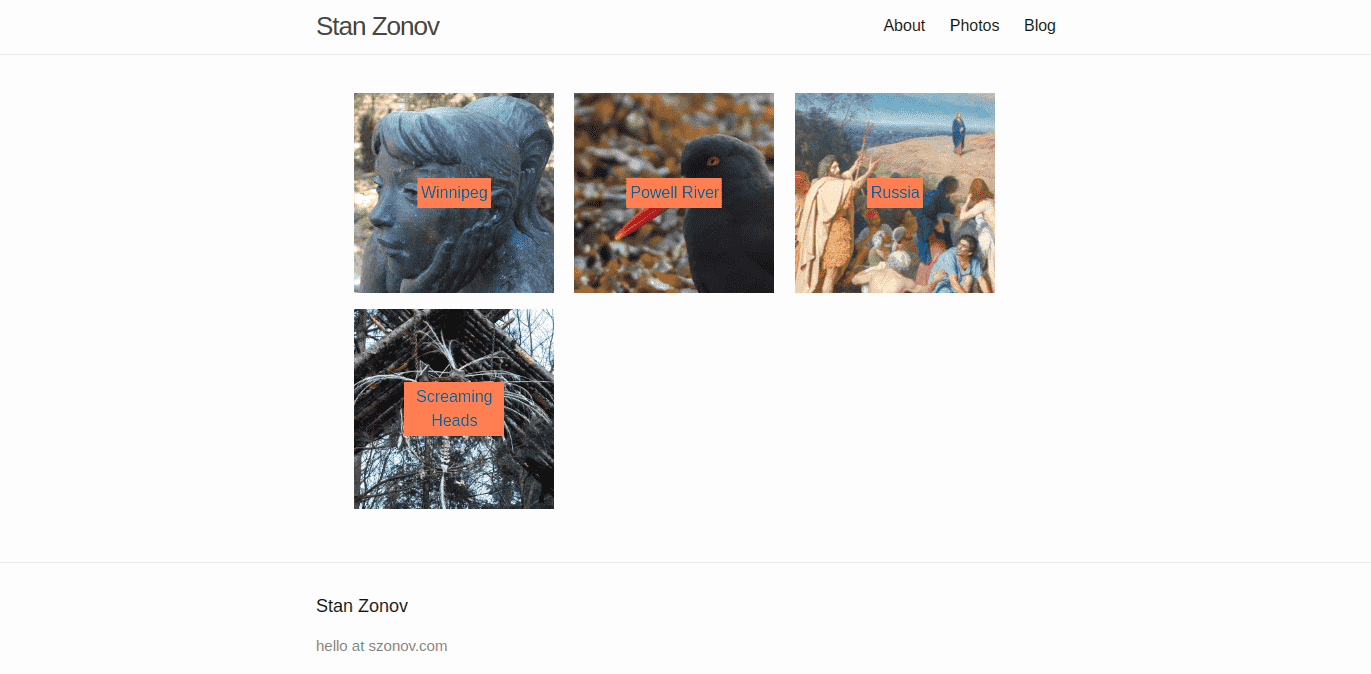 Stan Zonov
About
Photos
Blog
Winnipeg
Powell River
Russia
Screaming
Heads
Stan Zonov
hello at szonov.com